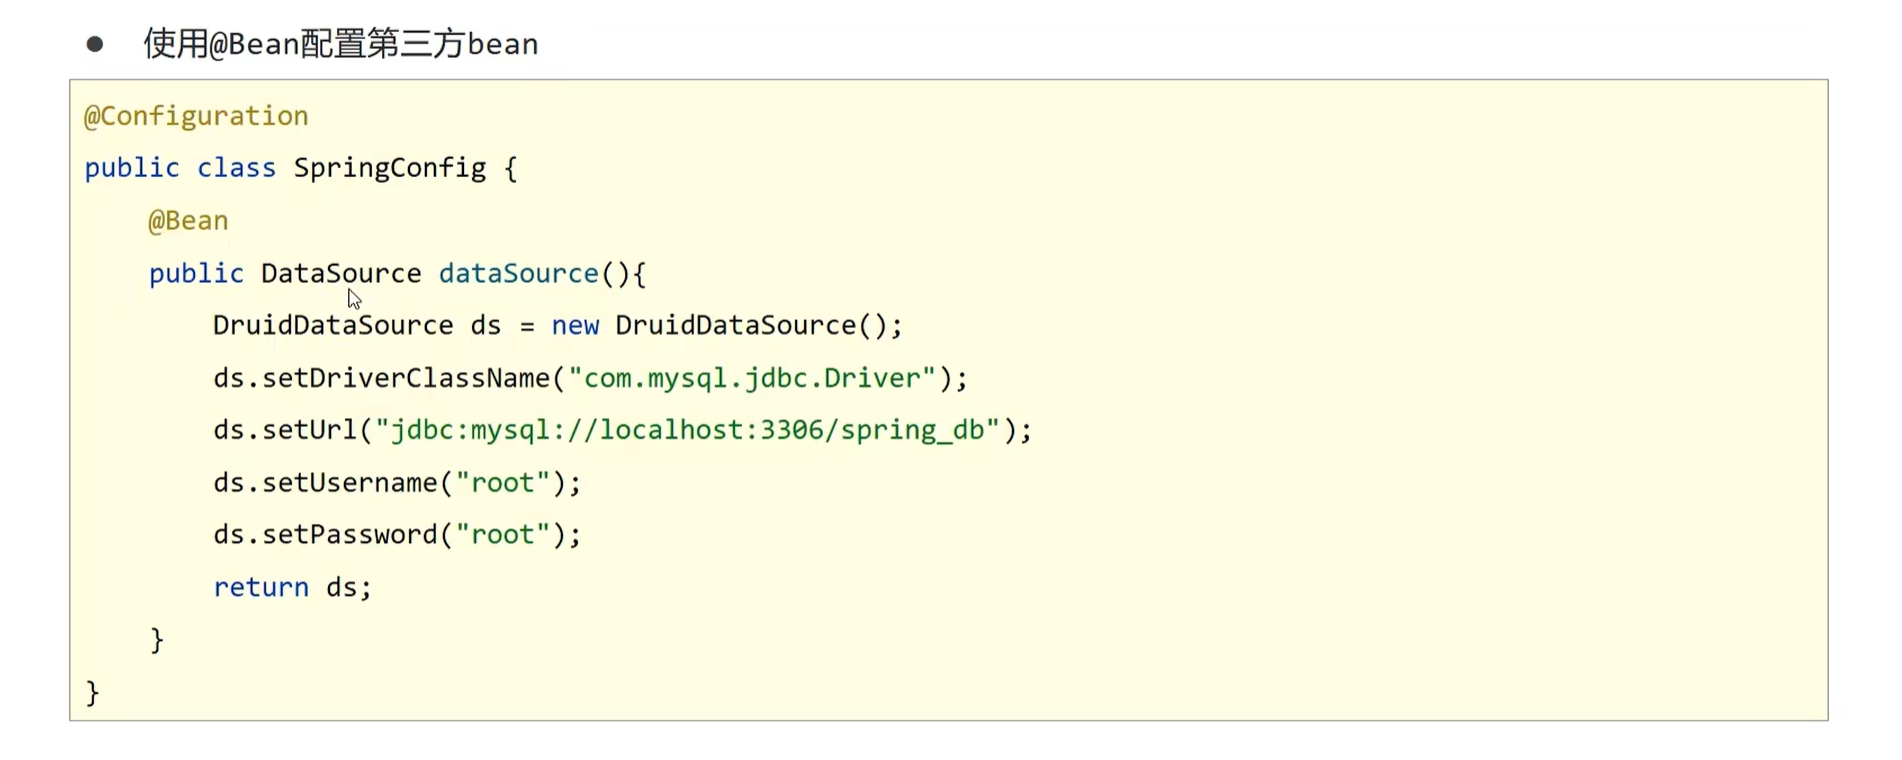 ● 使用@Bean配置第三方bean
@Configuration
public class SpringConfig {
    @Bean
    public DataSource dataSource(){
        DruidDataSource ds = new DruidDataSource();
        ds.setDriverClassName("com.mysql.jdbc.Driver");
        ds.setUrl("jdbc:mysql://localhost:3306/spring_db");
        ds.setUsername("root");
        ds.setPassword("root");
        return ds;
    }
}